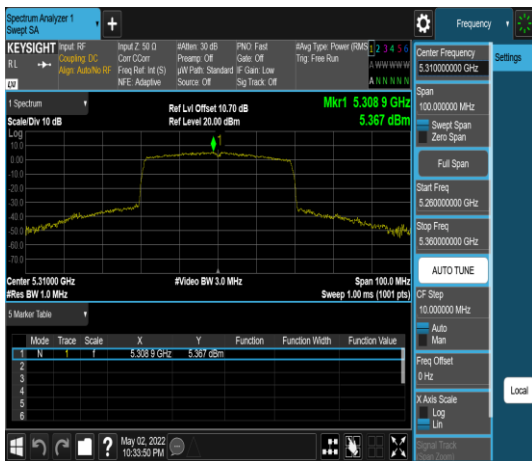 Spectrum Analyzer 1
Swept SA
Frequency
KEYSIGHT Input: RF Input Z: 50 Ω #Atten: 30 dB PNO: Fast #Avg Type: Power (RMS 1 2 3 4 5 6
RL Coupling: DC Corr CCorr Preamp: Off Gate: Off Trig: Free Run A W W W W W
Align: Auto/No RF Freq Ref: Int (S) µW Path: Standard IF Gain: Low
NFE: Adaptive Source: Off Sig Track: Off A N N N N N
LXI
1 Spectrum
Scale/Div 10 dB
Ref Lvl Offset 10.70 dB
Ref Level 20.00 dBm
Mkr1 5.308 9 GHz
5.367 dBm
Log
10.0
0.00
-10.0
-20.0
-30.0
-40.0
-50.0
-60.0
-70.0
1
Center 5.31000 GHz #Video BW 3.0 MHz Span 100.0 MHz
#Res BW 1.0 MHz Sweep 1.00 ms (1001 pts)
5 Marker Table
Mode Trace Scale X Y Function Function Width Function Value
1 N 1 f 5.308 9 GHz 5.367 dBm
2
3
4
5
6
May 02, 2022
10:33:50 PM
Center Frequency
5.310000000 GHz
Settings
Span
100.000000 MHz
Swept Span
Zero Span
Full Span
Start Freq
5.260000000 GHz
Stop Freq
5.360000000 GHz
AUTO TUNE
CF Step
10.000000 MHz
Auto
Man
Freq Offset
0 Hz
Local
X Axis Scale
Log
Lin
Signal Track
(Span Zoom)